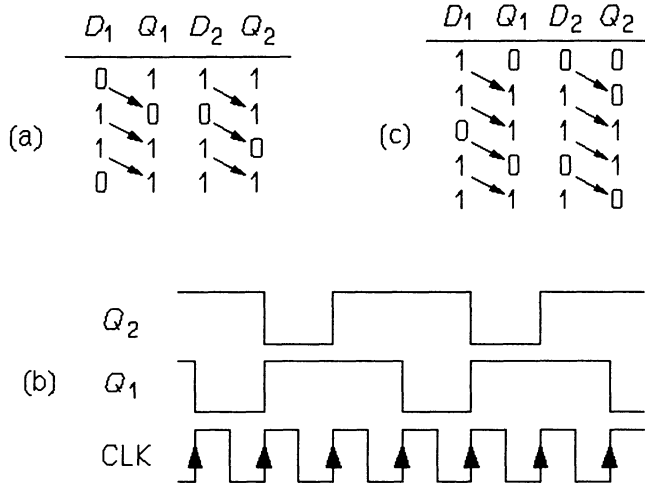 D₁ Q₁ D₂ Q₂
0 1 1 1
1 0 0 1
1 1 1 0
0 1 1 1
(a)
D₁ Q₁ D₂ Q₂
1 0 0 0
1 1 1 0
0 1 1 1
1 0 0 1
1 1 1 0
(c)
Q₂
(b)
Q₁
CLK